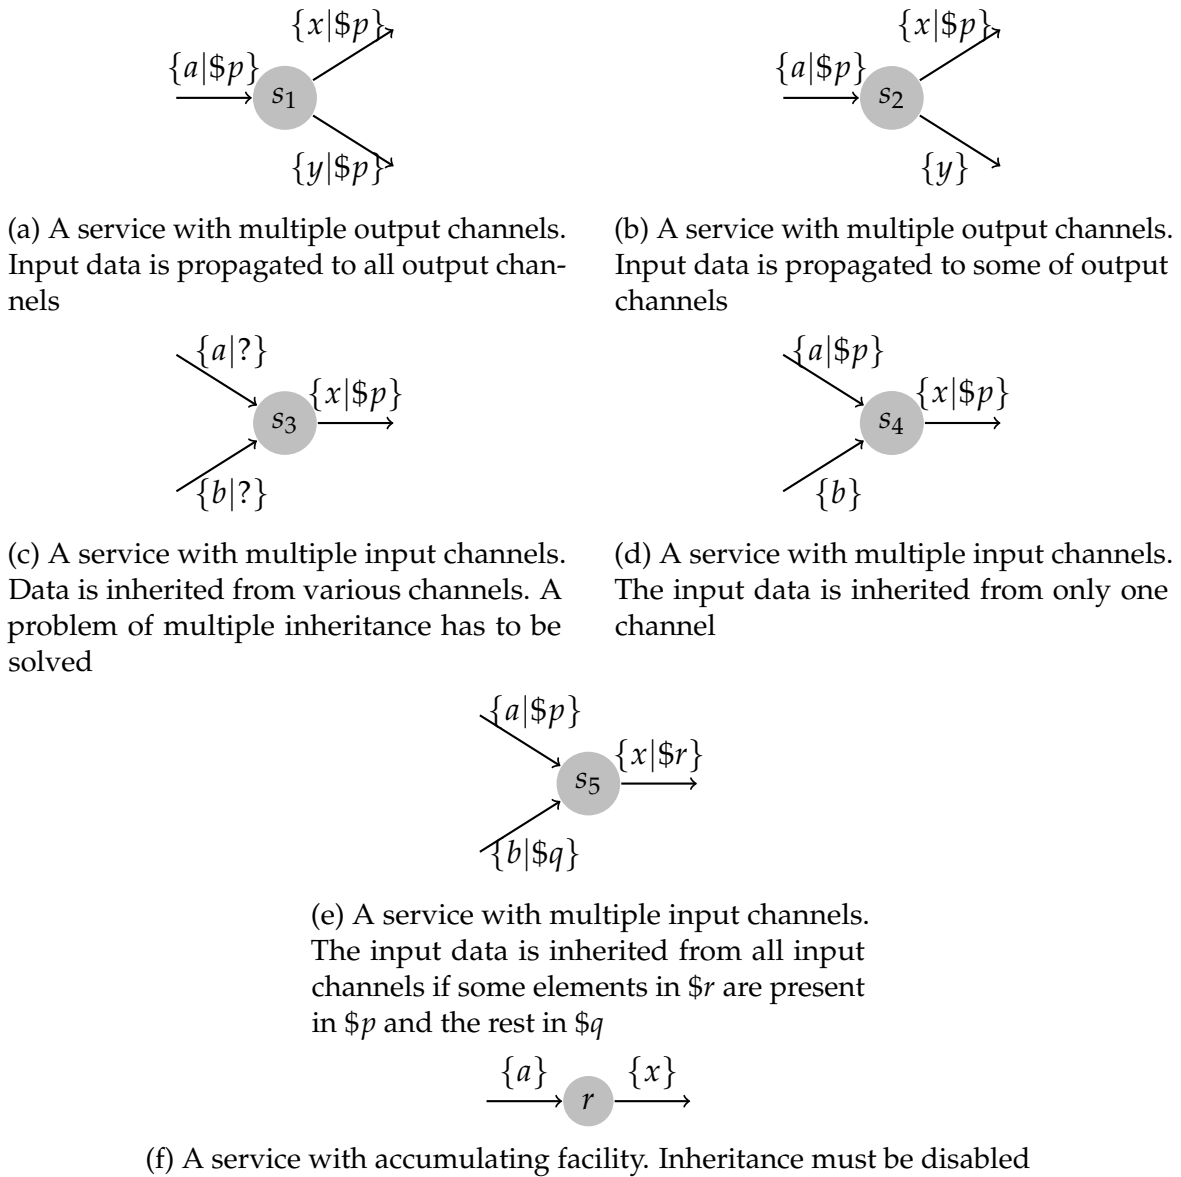 {x|$p}
{a|$p}
s1
{y|$p}
{x|$p}
{a|$p}
s2
{y}
(a) A service with multiple output channels.
Input data is propagated to all output chan-
nels
(b) A service with multiple output channels.
Input data is propagated to some of output
channels
{a|?}
{x|$p}
s3
{b|?}
{a|$p}
{x|$p}
s4
{b}
(c) A service with multiple input channels.
Data is inherited from various channels. A
problem of multiple inheritance has to be
solved
(d) A service with multiple input channels.
The input data is inherited from only one
channel
{a|$p}
{x|$r}
s5
{b|$q}
(e) A service with multiple input channels.
The input data is inherited from all input
channels if some elements in $r are present
in $p and the rest in $q
{a} {x}
r
(f) A service with accumulating facility. Inheritance must be disabled